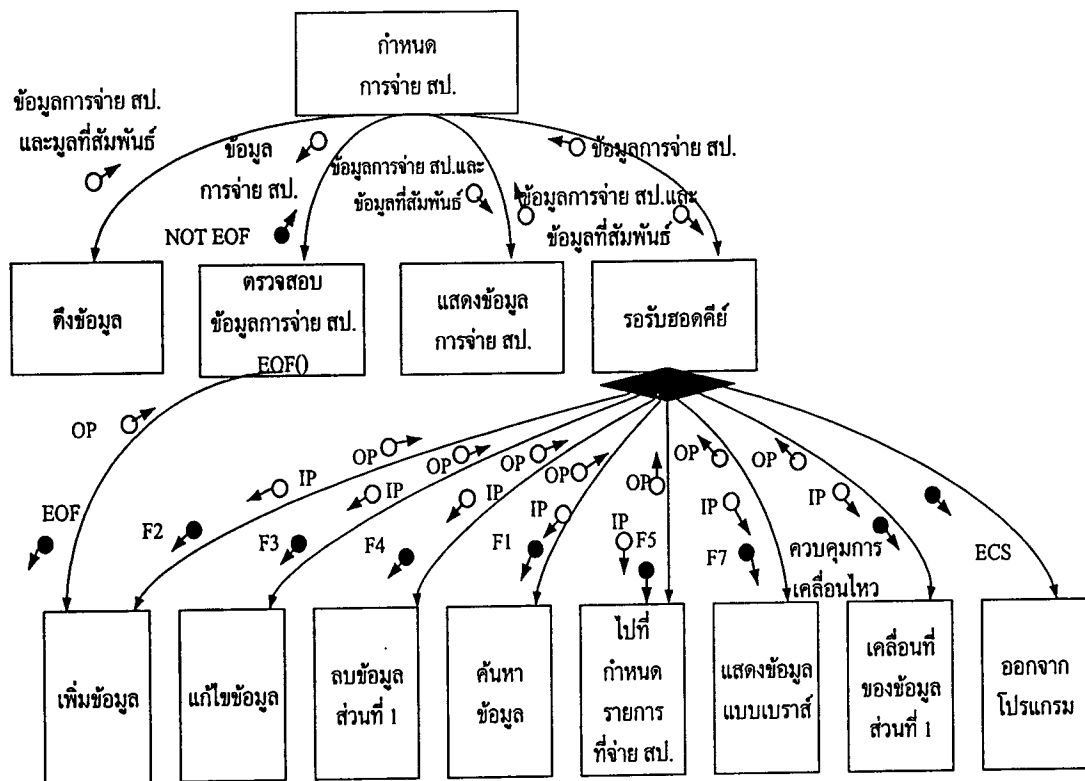 กำหนด
การจ่าย สป.
ข้อมูลการจ่าย สป.
และมูลที่สัมพันธ์
ข้อมูล
การจ่าย สป.
NOT EOF
ข้อมูลการจ่าย สป.และ
ข้อมูลที่สัมพันธ์
ข้อมูลการจ่าย สป.
ข้อมูลการจ่าย สป.และ
ข้อมูลที่สัมพันธ์
ดึงข้อมูล
ตรวจสอบ
ข้อมูลการจ่าย สป.
EOF()
แสดงข้อมูล
การจ่าย สป.
รอรับฮอดคีย์
OP
EOF
OP
IP
F2
OP
IP
F3
OP
IP
F4
OP
IP
F1
OP
IP
F5
OP
IP
F7
OP
IP
ควบคุมการ
เคลื่อนไหว
ECS
เพิ่มข้อมูล
แก้ไขข้อมูล
ลบข้อมูล
ส่วนที่ 1
ค้นหา
ข้อมูล
ไปที่
กำหนด
รายการ
ที่จ่าย สป.
แสดงข้อมูล
แบบเบราส์
เคลื่อนที่
ของข้อมูล
ส่วนที่ 1
ออกจาก
โปรแกรม